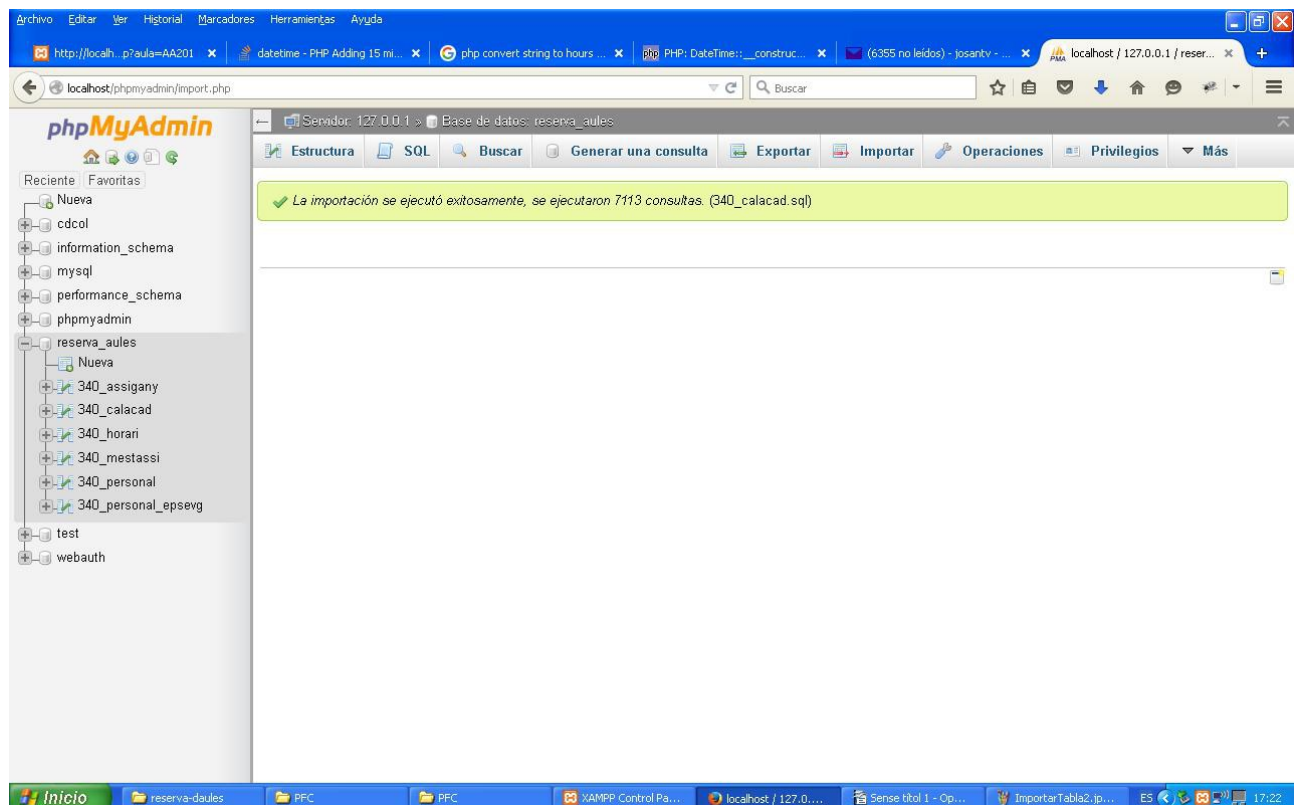 Archivo Editar Ver Historial Marcadores Herramientas Ayuda
http://localh...p?aula=AA201
datetime - PHP Adding 15 mi...
php convert string to hours ...
PHP: DateTime::__construc...
(6355 no leídos) - josantv - ...
localhost / 127.0.0.1 / reser...
localhost/phpmyadmin/import.php
Buscar
phpMyAdmin
Reciente Favoritas
Nueva
cdcol
information_schema
mysql
performance_schema
phpmyadmin
reserva_aules
Nueva
340_assigany
340_calacad
340_horari
340_mestassi
340_personal
340_personal_epsevg
test
webauth
Servidor: 127.0.0.1 » Base de datos: reserva_aules
Estructura SQL Buscar Generar una consulta Exportar Importar Operaciones Privilegios Más
La importación se ejecutó exitosamente, se ejecutaron 7113 consultas. (340_calacad.sql)
Inicio
reserva-daules
PFC
PFC
XAMPP Control Pa...
localhost / 127.0....
Sense títol 1 - Op...
ImportarTabla2.jp...
ES
17:22